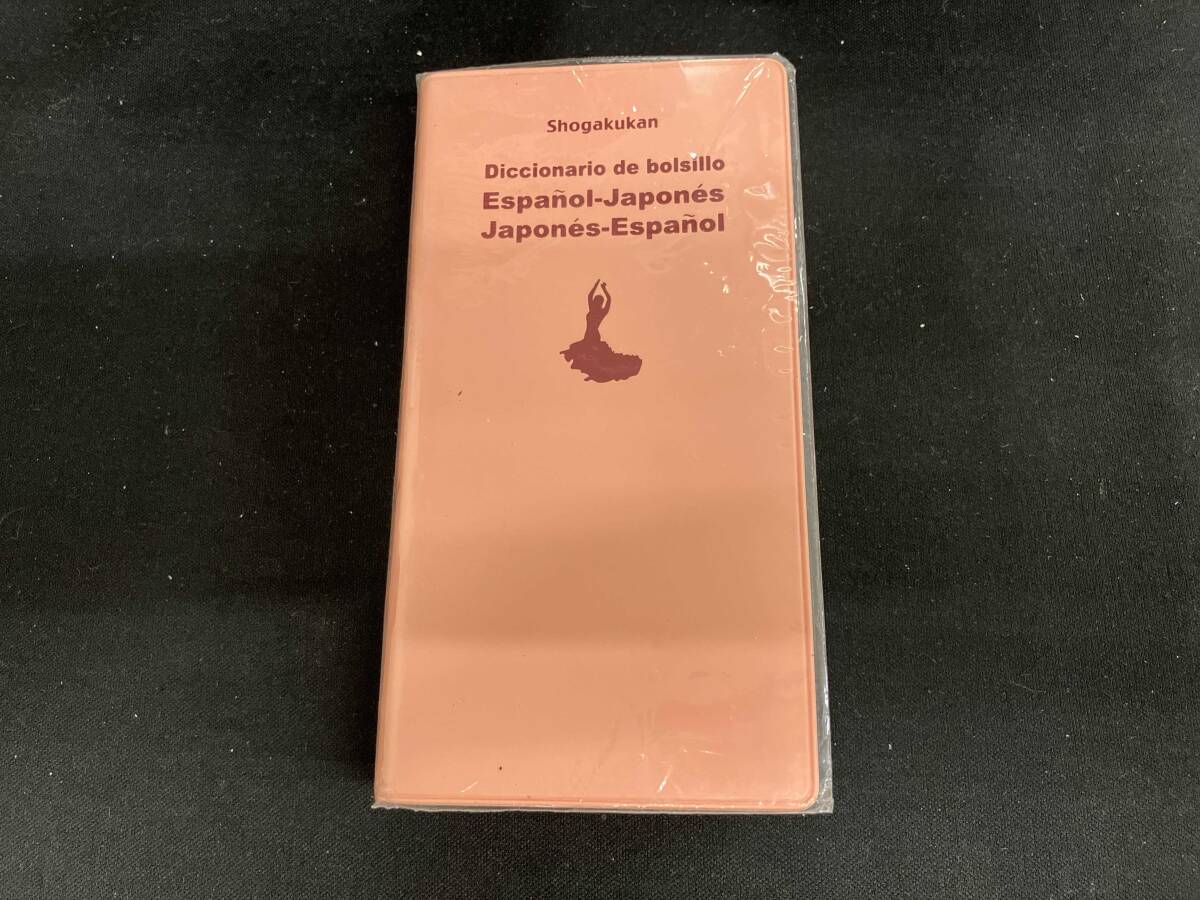 Shogakukan
Diccionario de bolsillo
Español-Japonés
Japonés-Español